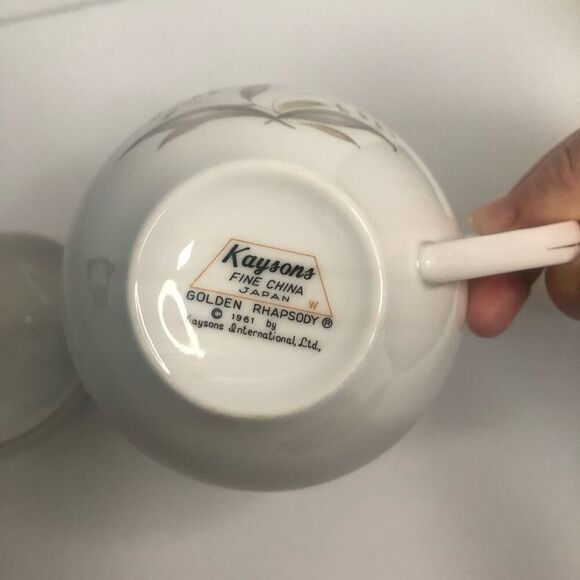 Kaysons
FINE CHINA
JAPAN
W
GOLDEN RHAPSODY ®
© 1961 by
Kaysons International, Ltd.,